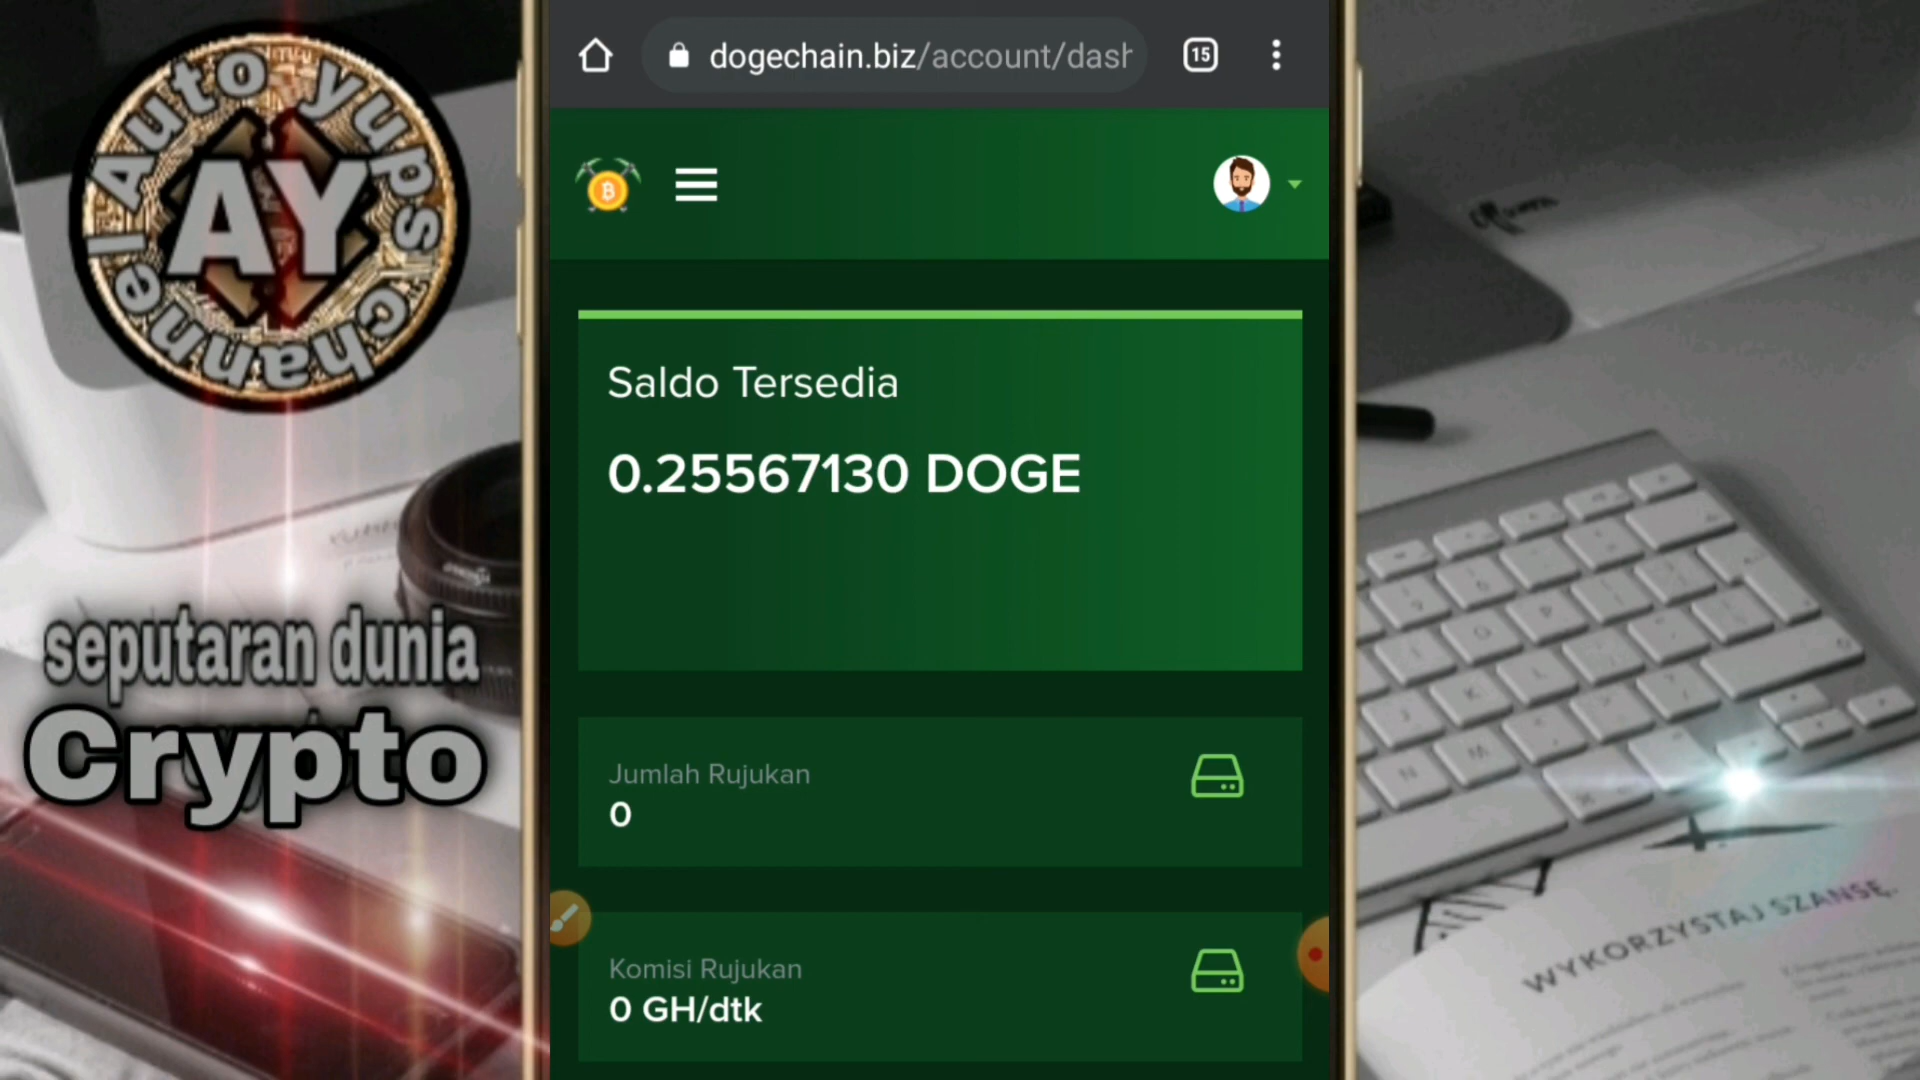 Auto yups channel
AY
seputaran dunia
Crypto
dogechain.biz/account/dash
15
Saldo Tersedia
0.25567130 DOGE
Jumlah Rujukan
0
Komisi Rujukan
0 GH/dtk
WYKORZYSTAJ SZANSĘ.